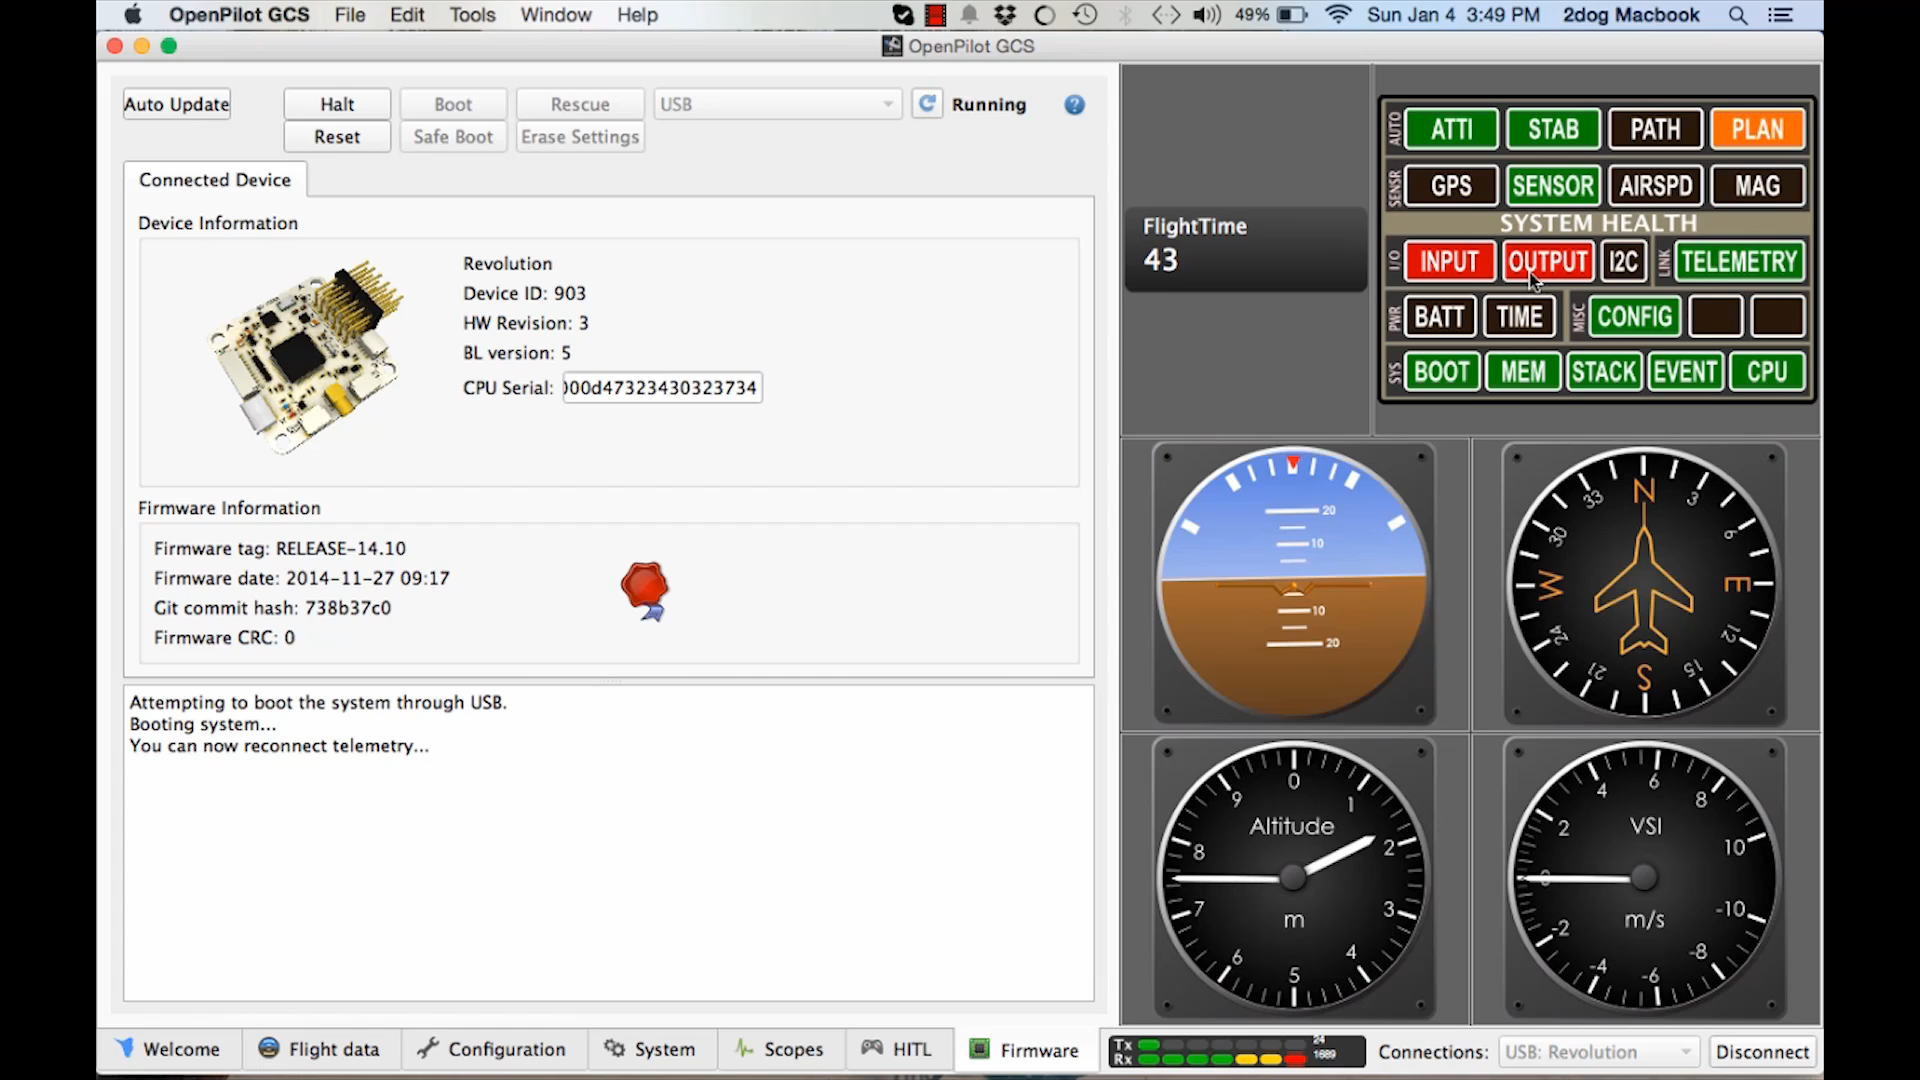 OpenPilot GCS File Edit Tools Window Help 49% Sun Jan 4 3:49 PM 2dog Macbook
OpenPilot GCS
Auto Update Halt Boot Rescue USB Running
Reset Safe Boot Erase Settings
Connected Device
Device Information
Revolution
Device ID: 903
HW Revision: 3
BL version: 5
CPU Serial: 000d47323430323734
Firmware Information
Firmware tag: RELEASE-14.10
Firmware date: 2014-11-27 09:17
Git commit hash: 738b37c0
Firmware CRC: 0
Attempting to boot the system through USB.
Booting system...
You can now reconnect telemetry...
FlightTime
43
AUTO ATTI STAB PATH PLAN
SENSR GPS SENSOR AIRSPD MAG
SYSTEM HEALTH
I/O INPUT OUTPUT I2C LINK TELEMETRY
PWR BATT TIME MISC CONFIG
SYS BOOT MEM STACK EVENT CPU
20
10
10
20
N 3 6 E 12 15 S 21 24 W 30 33
0 1 2 3 4 5 6 7 8 9
Altitude
m
6 8 10 -10 -8 -6 -4 -2 0 2 4
VSI
m/s
Welcome Flight data Configuration System Scopes HITL Firmware
Tx 24
Rx 1689
Connections: USB: Revolution Disconnect